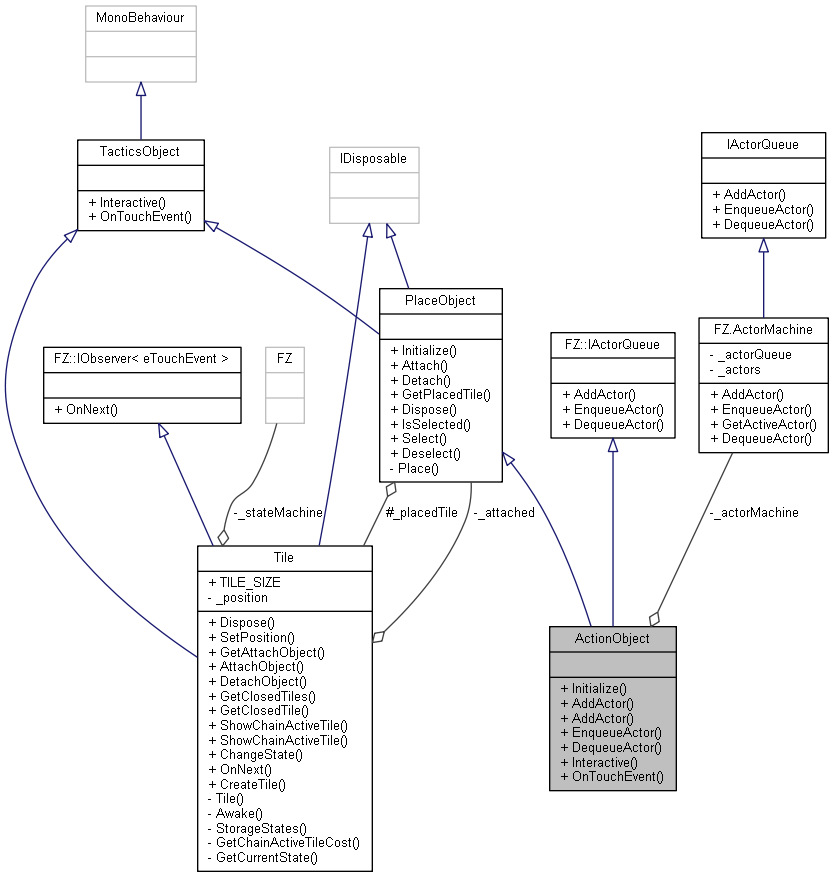 MonoBehaviour
TacticsObject
+ Interactive()
+ OnTouchEvent()
IDisposable
IActorQueue
+ AddActor()
+ EnqueueActor()
+ DequeueActor()
PlaceObject
+ Initialize()
+ Attach()
+ Detach()
+ GetPlacedTile()
+ Dispose()
+ IsSelected()
+ Select()
+ Deselect()
- Place()
FZ::IObserver< eTouchEvent >
+ OnNext()
FZ
FZ::IActorQueue
+ AddActor()
+ EnqueueActor()
+ DequeueActor()
FZ.ActorMachine
- _actorQueue
- _actors
+ AddActor()
+ EnqueueActor()
+ GetActiveActor()
+ DequeueActor()
-_stateMachine
#_placedTile
-_attached
-_actorMachine
Tile
+ TILE_SIZE
- _position
+ Dispose()
+ SetPosition()
+ GetAttachObject()
+ AttachObject()
+ DetachObject()
+ GetClosedTiles()
+ GetClosedTile()
+ ShowChainActiveTile()
+ ShowChainActiveTile()
+ ChangeState()
+ OnNext()
+ CreateTile()
- Tile()
- Awake()
- StorageStates()
- GetChainActiveTileCost()
- GetCurrentState()
ActionObject
+ Initialize()
+ AddActor()
+ AddActor()
+ EnqueueActor()
+ DequeueActor()
+ Interactive()
+ OnTouchEvent()